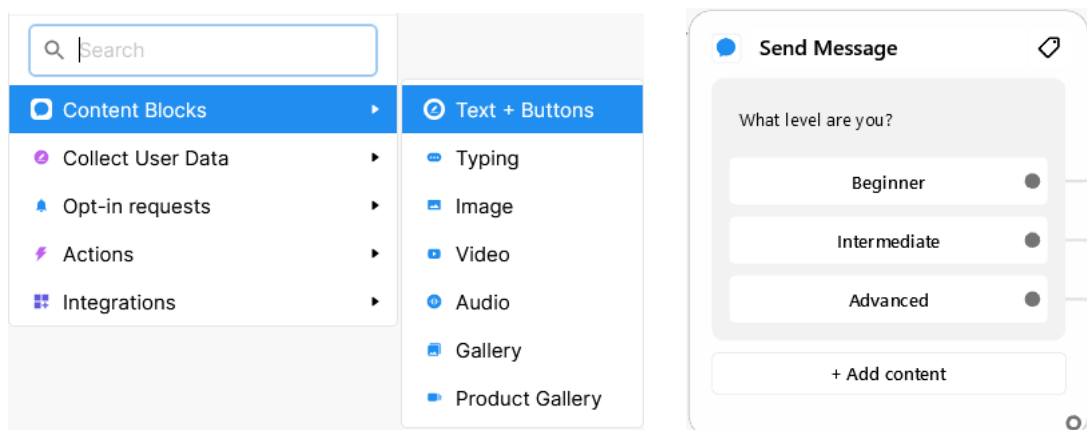 Search
Content Blocks
Collect User Data
Opt-in requests
Actions
Integrations
Text + Buttons
Typing
Image
Video
Audio
Gallery
Product Gallery
Send Message
What level are you?
Beginner
Intermediate
Advanced
+ Add content